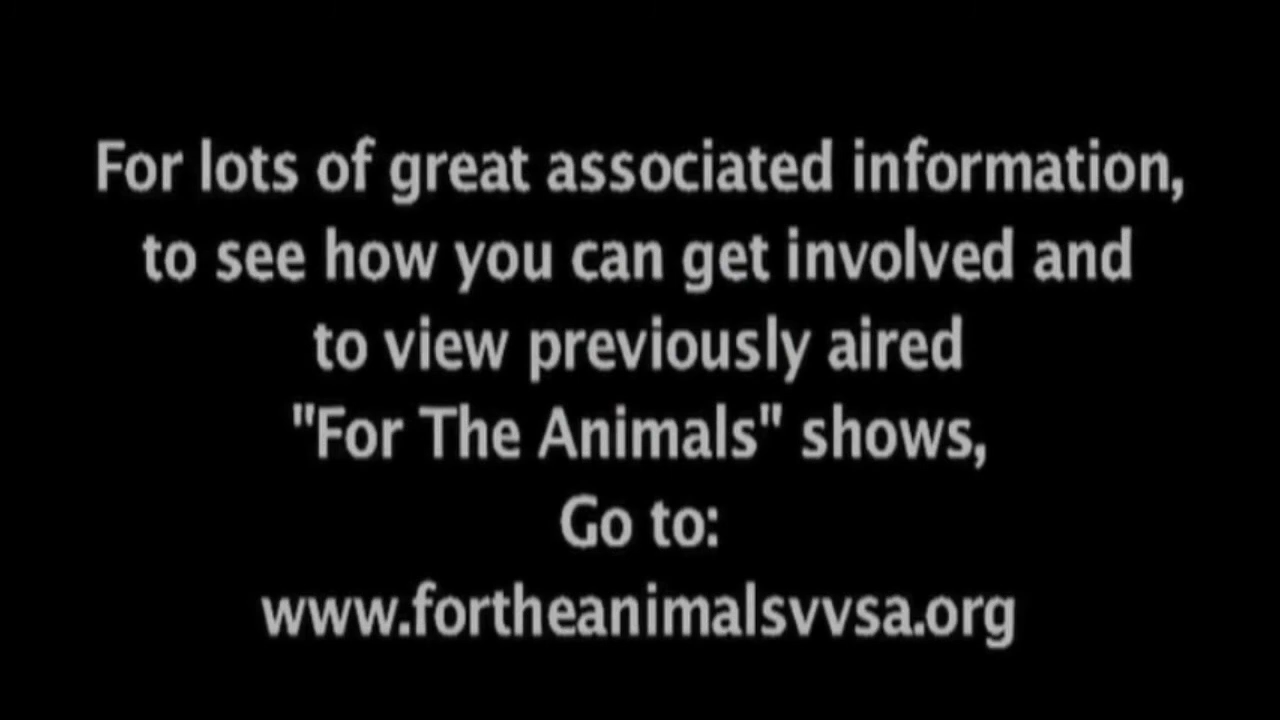 For lots of great associated information,
to see how you can get involved and
to view previously aired
"For The Animals" shows,
Go to:
www.fortheanimalsvvsa.org